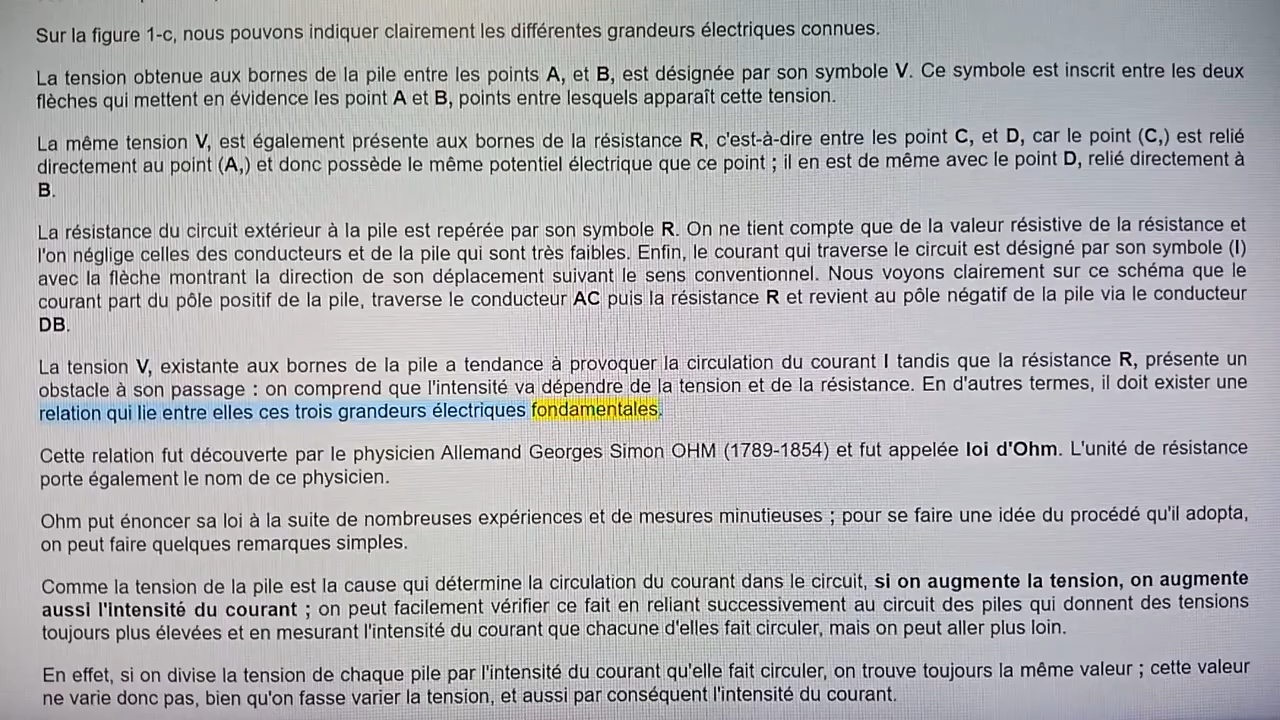 Sur la figure 1-c, nous pouvons indiquer clairement les différentes grandeurs électriques connues.
La tension obtenue aux bornes de la pile entre les points A, et B, est désignée par son symbole V. Ce symbole est inscrit entre les deux
flèches qui mettent en évidence les point A et B, points entre lesquels apparaît cette tension.
La même tension V, est également présente aux bornes de la résistance R, c'est-à-dire entre les point C, et D, car le point (C,) est relié
directement au point (A,) et donc possède le même potentiel électrique que ce point ; il en est de même avec le point D, relié directement à
B.
La résistance du circuit extérieur à la pile est repérée par son symbole R. On ne tient compte que de la valeur résistive de la résistance et
l'on néglige celles des conducteurs et de la pile qui sont très faibles. Enfin, le courant qui traverse le circuit est désigné par son symbole (I)
avec la flèche montrant la direction de son déplacement suivant le sens conventionnel. Nous voyons clairement sur ce schéma que le
courant part du pôle positif de la pile, traverse le conducteur AC puis la résistance R et revient au pôle négatif de la pile via le conducteur
DB.
La tension V, existante aux bornes de la pile a tendance à provoquer la circulation du courant I tandis que la résistance R, présente un
obstacle à son passage : on comprend que l'intensité va dépendre de la tension et de la résistance. En d'autres termes, il doit exister une
relation qui lie entre elles ces trois grandeurs électriques fondamentales.
Cette relation fut découverte par le physicien Allemand Georges Simon OHM (1789-1854) et fut appelée loi d'Ohm. L'unité de résistance
porte également le nom de ce physicien.
Ohm put énoncer sa loi à la suite de nombreuses expériences et de mesures minutieuses ; pour se faire une idée du procédé qu'il adopta,
on peut faire quelques remarques simples.
Comme la tension de la pile est la cause qui détermine la circulation du courant dans le circuit, si on augmente la tension, on augmente
aussi l'intensité du courant ; on peut facilement vérifier ce fait en reliant successivement au circuit des piles qui donnent des tensions
toujours plus élevées et en mesurant l'intensité du courant que chacune d'elles fait circuler, mais on peut aller plus loin.
En effet, si on divise la tension de chaque pile par l'intensité du courant qu'elle fait circuler, on trouve toujours la même valeur ; cette valeur
ne varie donc pas, bien qu'on fasse varier la tension, et aussi par conséquent l'intensité du courant.